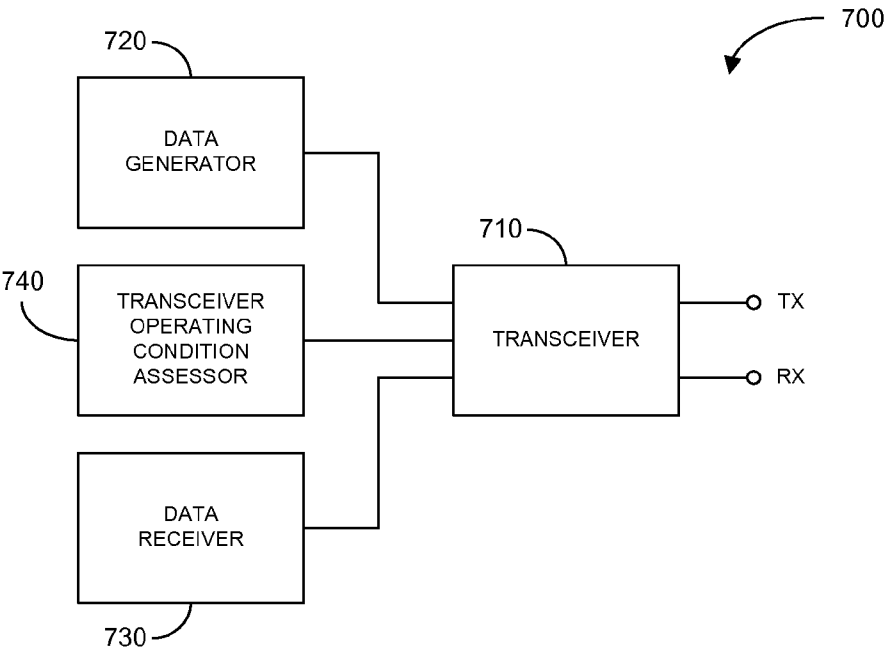 700
720
DATA
GENERATOR
710
740
TRANSCEIVER
OPERATING
CONDITION
ASSESSOR
TRANSCEIVER
TX
RX
DATA
RECEIVER
730